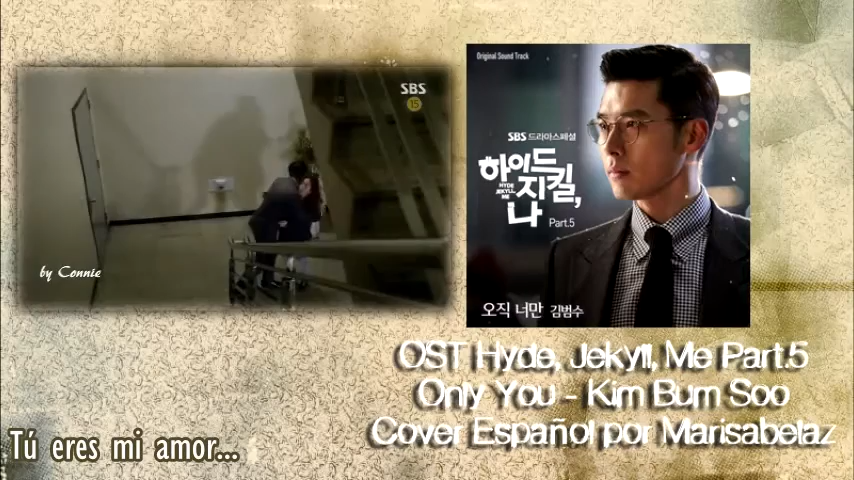 SBS
15
by Connie
Original Sound Track
SBS 드라마스페셜
하이드
HYDE
JEKYLL,
ME
지킬,
나
Part.5
오직 너만 김범수
OST Hyde, Jekyll, Me Part.5
Only You - Kim Bum Soo
Cover Español por Marisabelaz
Tú eres mi amor...